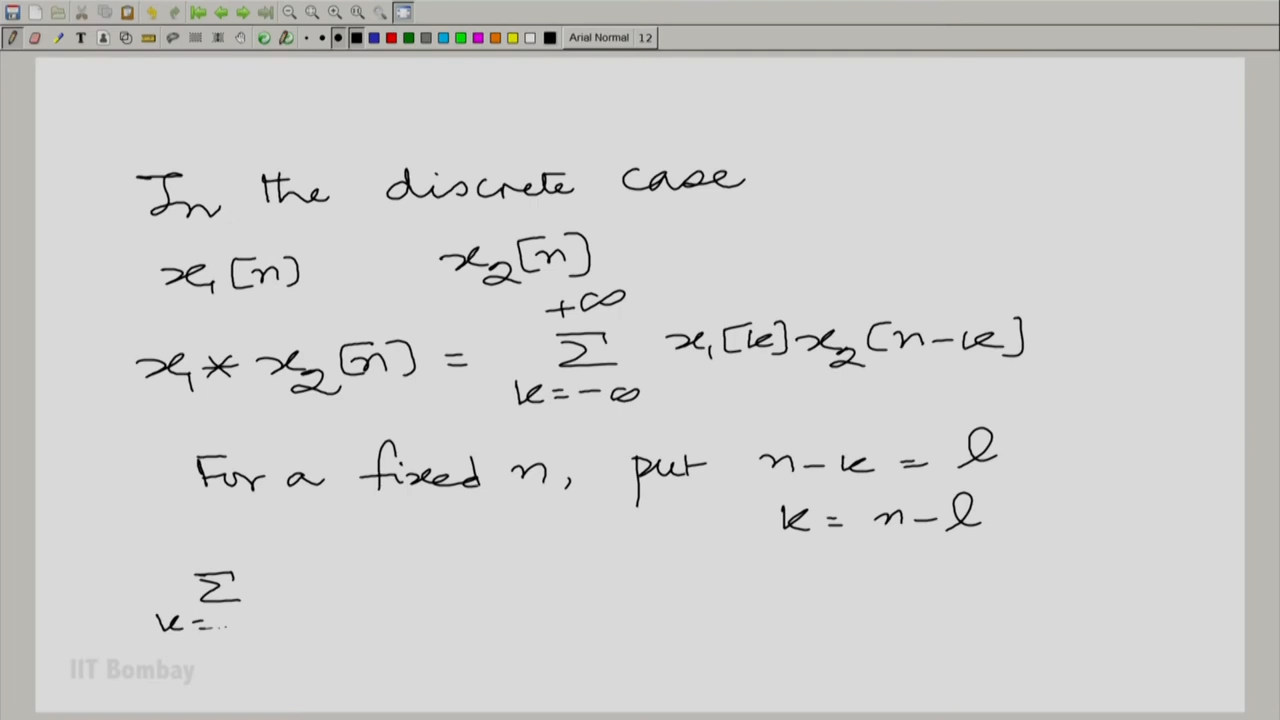 Arial Normal 12
In the discrete case
x₁[n] x₂[n]
x₁ * x₂[n] = +∞ Σ k=-∞ x₁[k]x₂[n-k]
For a fixed n, put n-k = l
k = n-l
Σ
k=..
IIT Bombay